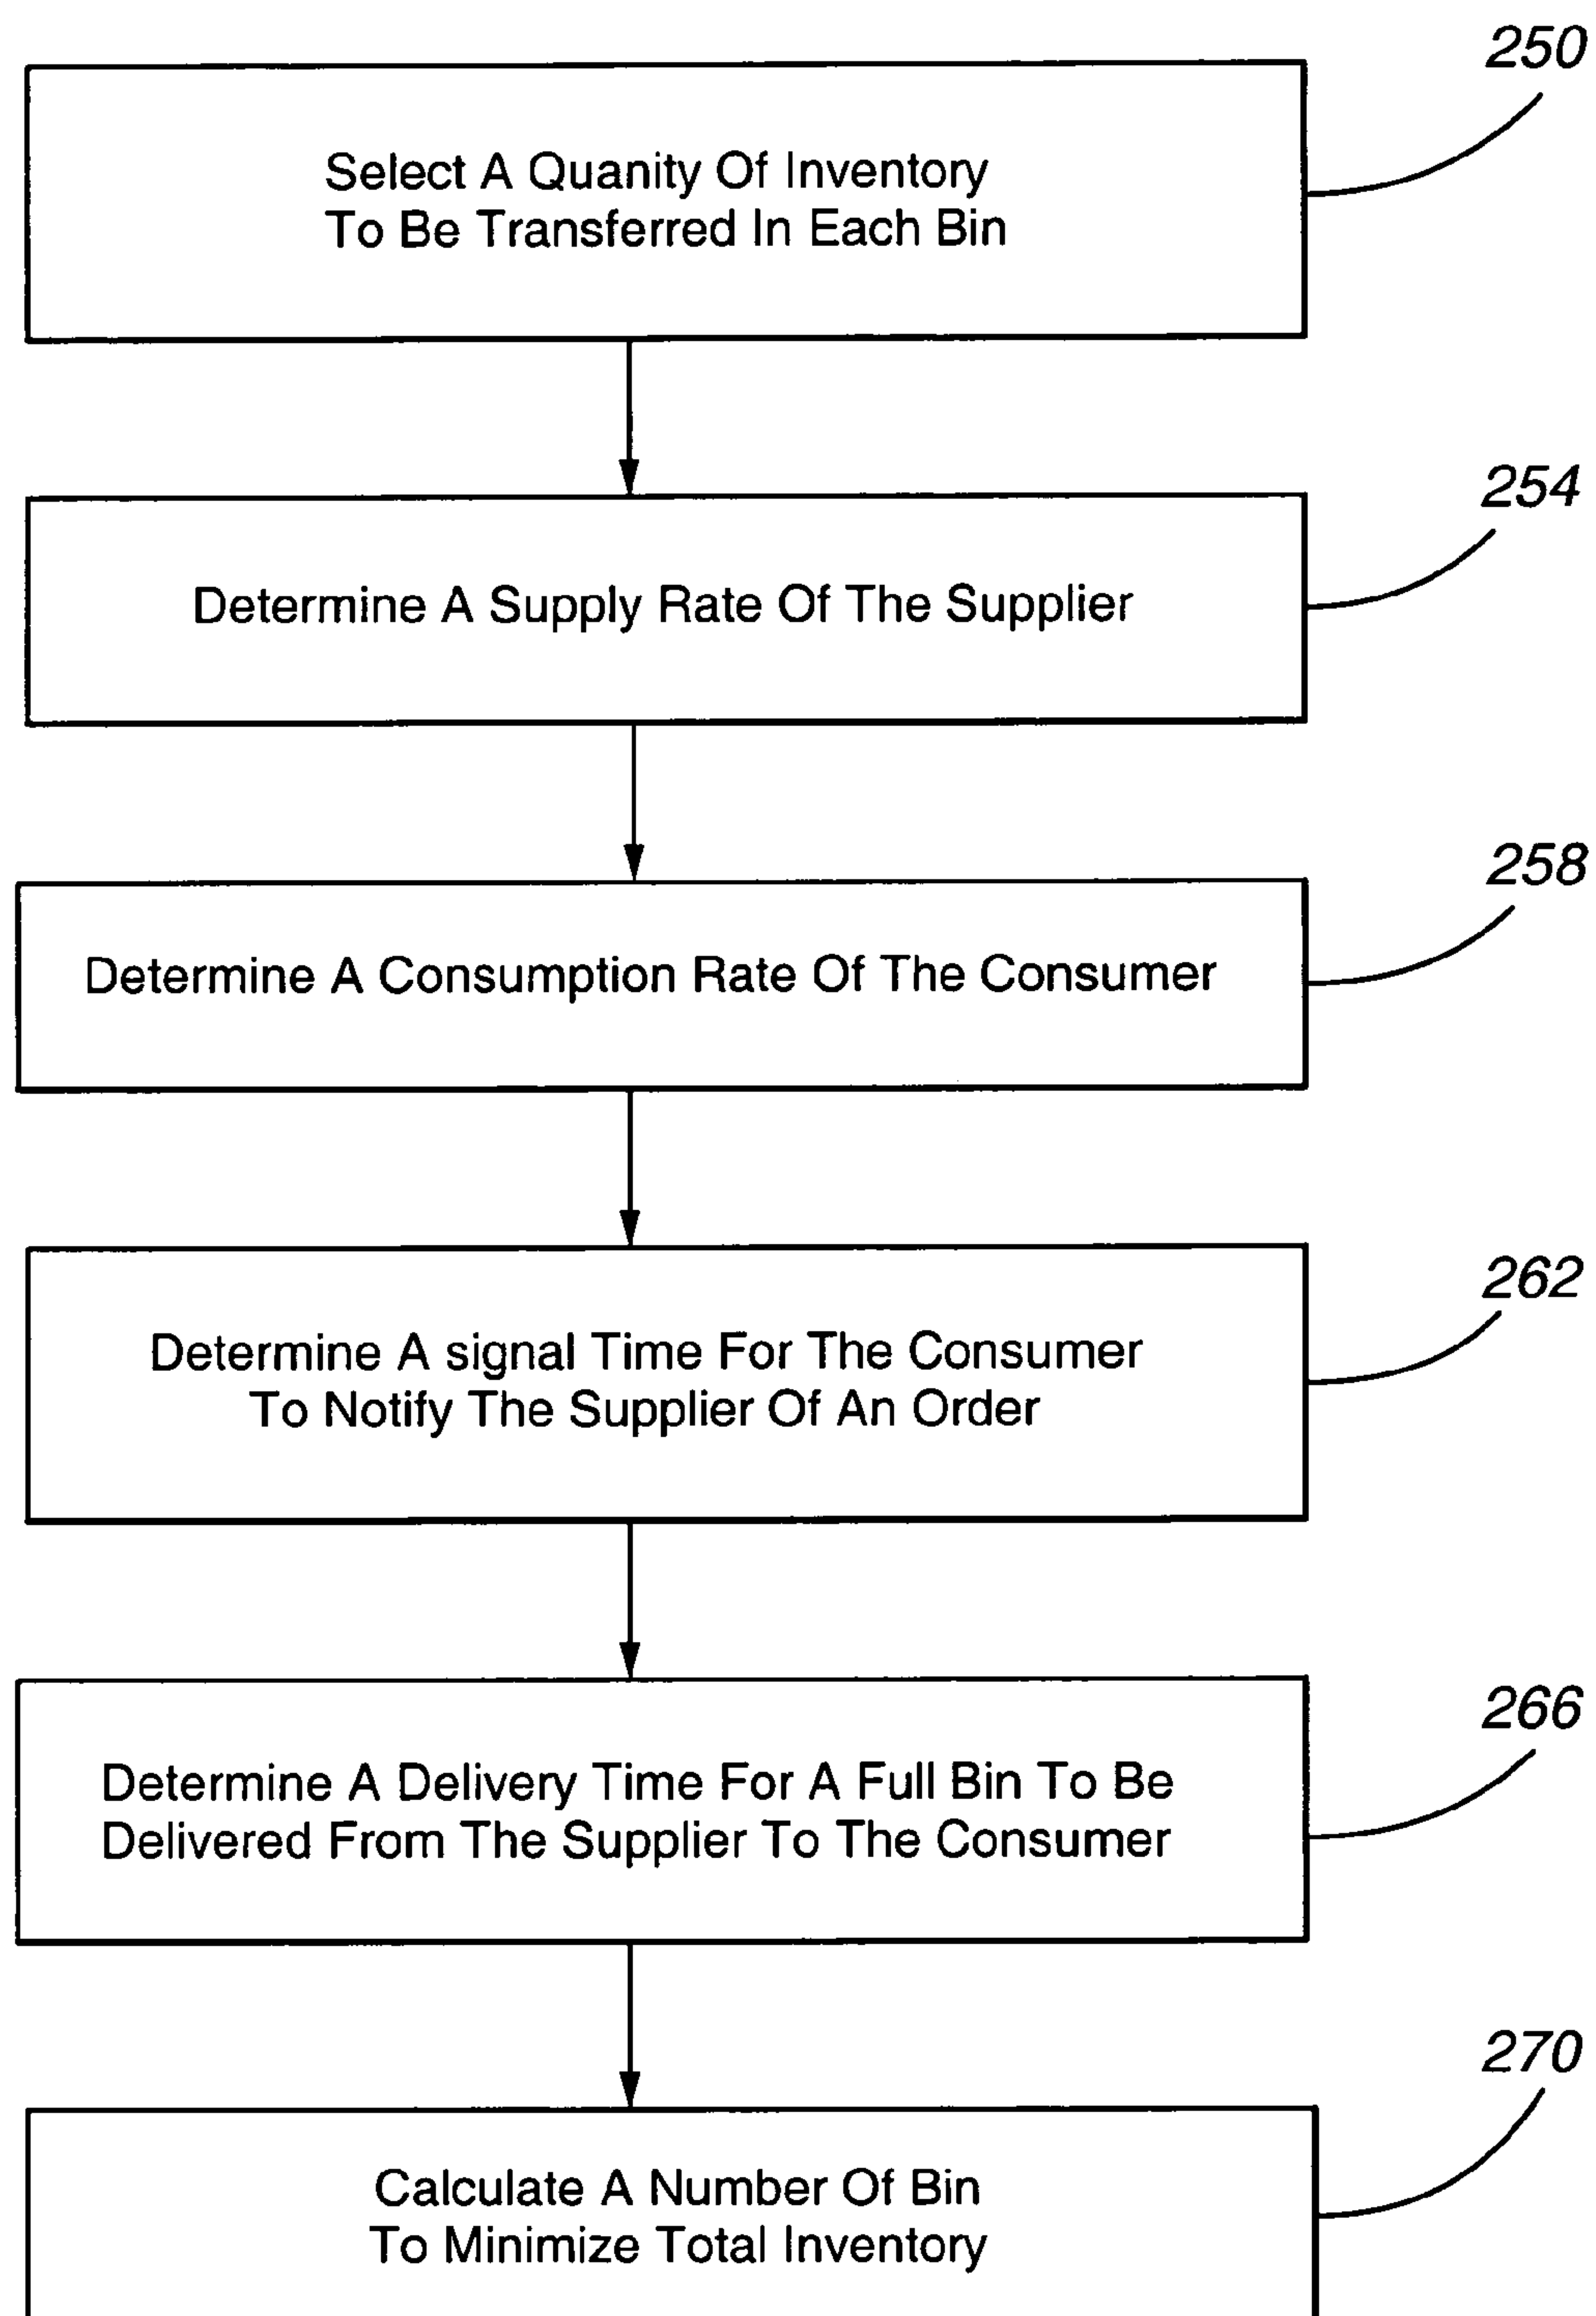 250
Select A Quanity Of Inventory
To Be Transferred In Each Bin
254
Determine A Supply Rate Of The Supplier
258
Determine A Consumption Rate Of The Consumer
262
Determine A signal Time For The Consumer
To Notify The Supplier Of An Order
266
Determine A Delivery Time For A Full Bin To Be
Delivered From The Supplier To The Consumer
270
Calculate A Number Of Bin
To Minimize Total Inventory